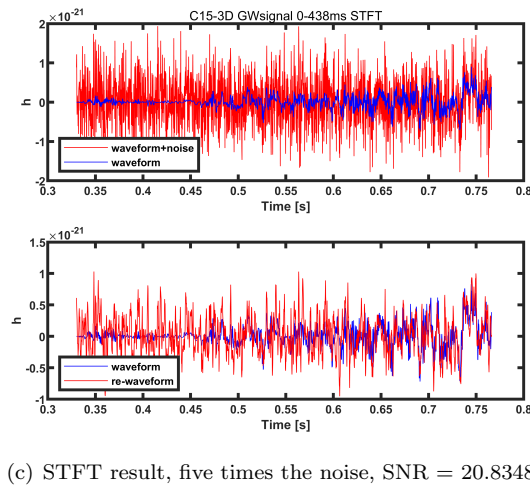 C15-3D GWsignal 0-438ms STFT
×10-21
2
1
0
-1
-2
h
waveform+noise
waveform
0.3 0.35 0.4 0.45 0.5 0.55 0.6 0.65 0.7 0.75 0.8
Time [s]
×10-21
1.5
1
0.5
0
-0.5
-1
h
waveform
re-waveform
0.3 0.35 0.4 0.45 0.5 0.55 0.6 0.65 0.7 0.75 0.8
Time [s]
(c) STFT result, five times the noise, SNR = 20.8348